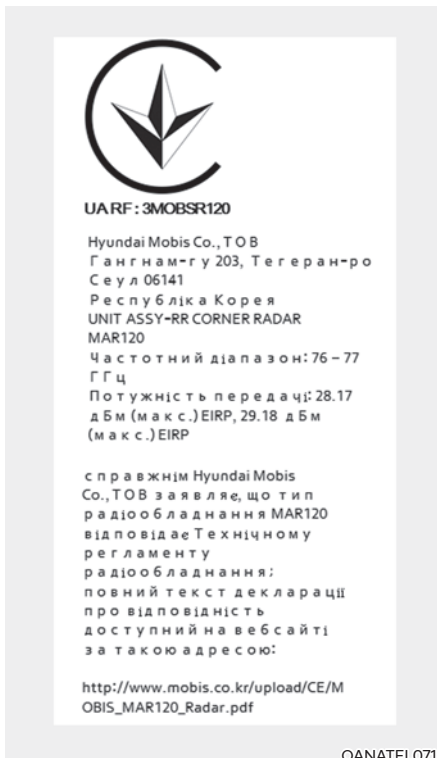 UA RF : 3MOBSR120
Hyundai Mobis Co., ТОВ
Гангнам-гу 203, Тегеран-ро
Сеул 06141
Республіка Корея
UNIT ASSY-RR CORNER RADAR
MAR120
Частотний діапазон: 76 – 77
ГГц
Потужність передачі: 28.17
дБм (макс.) EIRP, 29.18 дБм
(макс.) EIRP
справжнім Hyundai Mobis
Co., ТОВ заявляє, що тип
радіообладнання MAR120
відповідає Технічному
регламенту
радіообладнання;
повний текст декларації
про відповідність
доступний на вебсайті
за такою адресою:
http://www.mobis.co.kr/upload/CE/M
OBIS_MAR120_Radar.pdf
OANATEL071